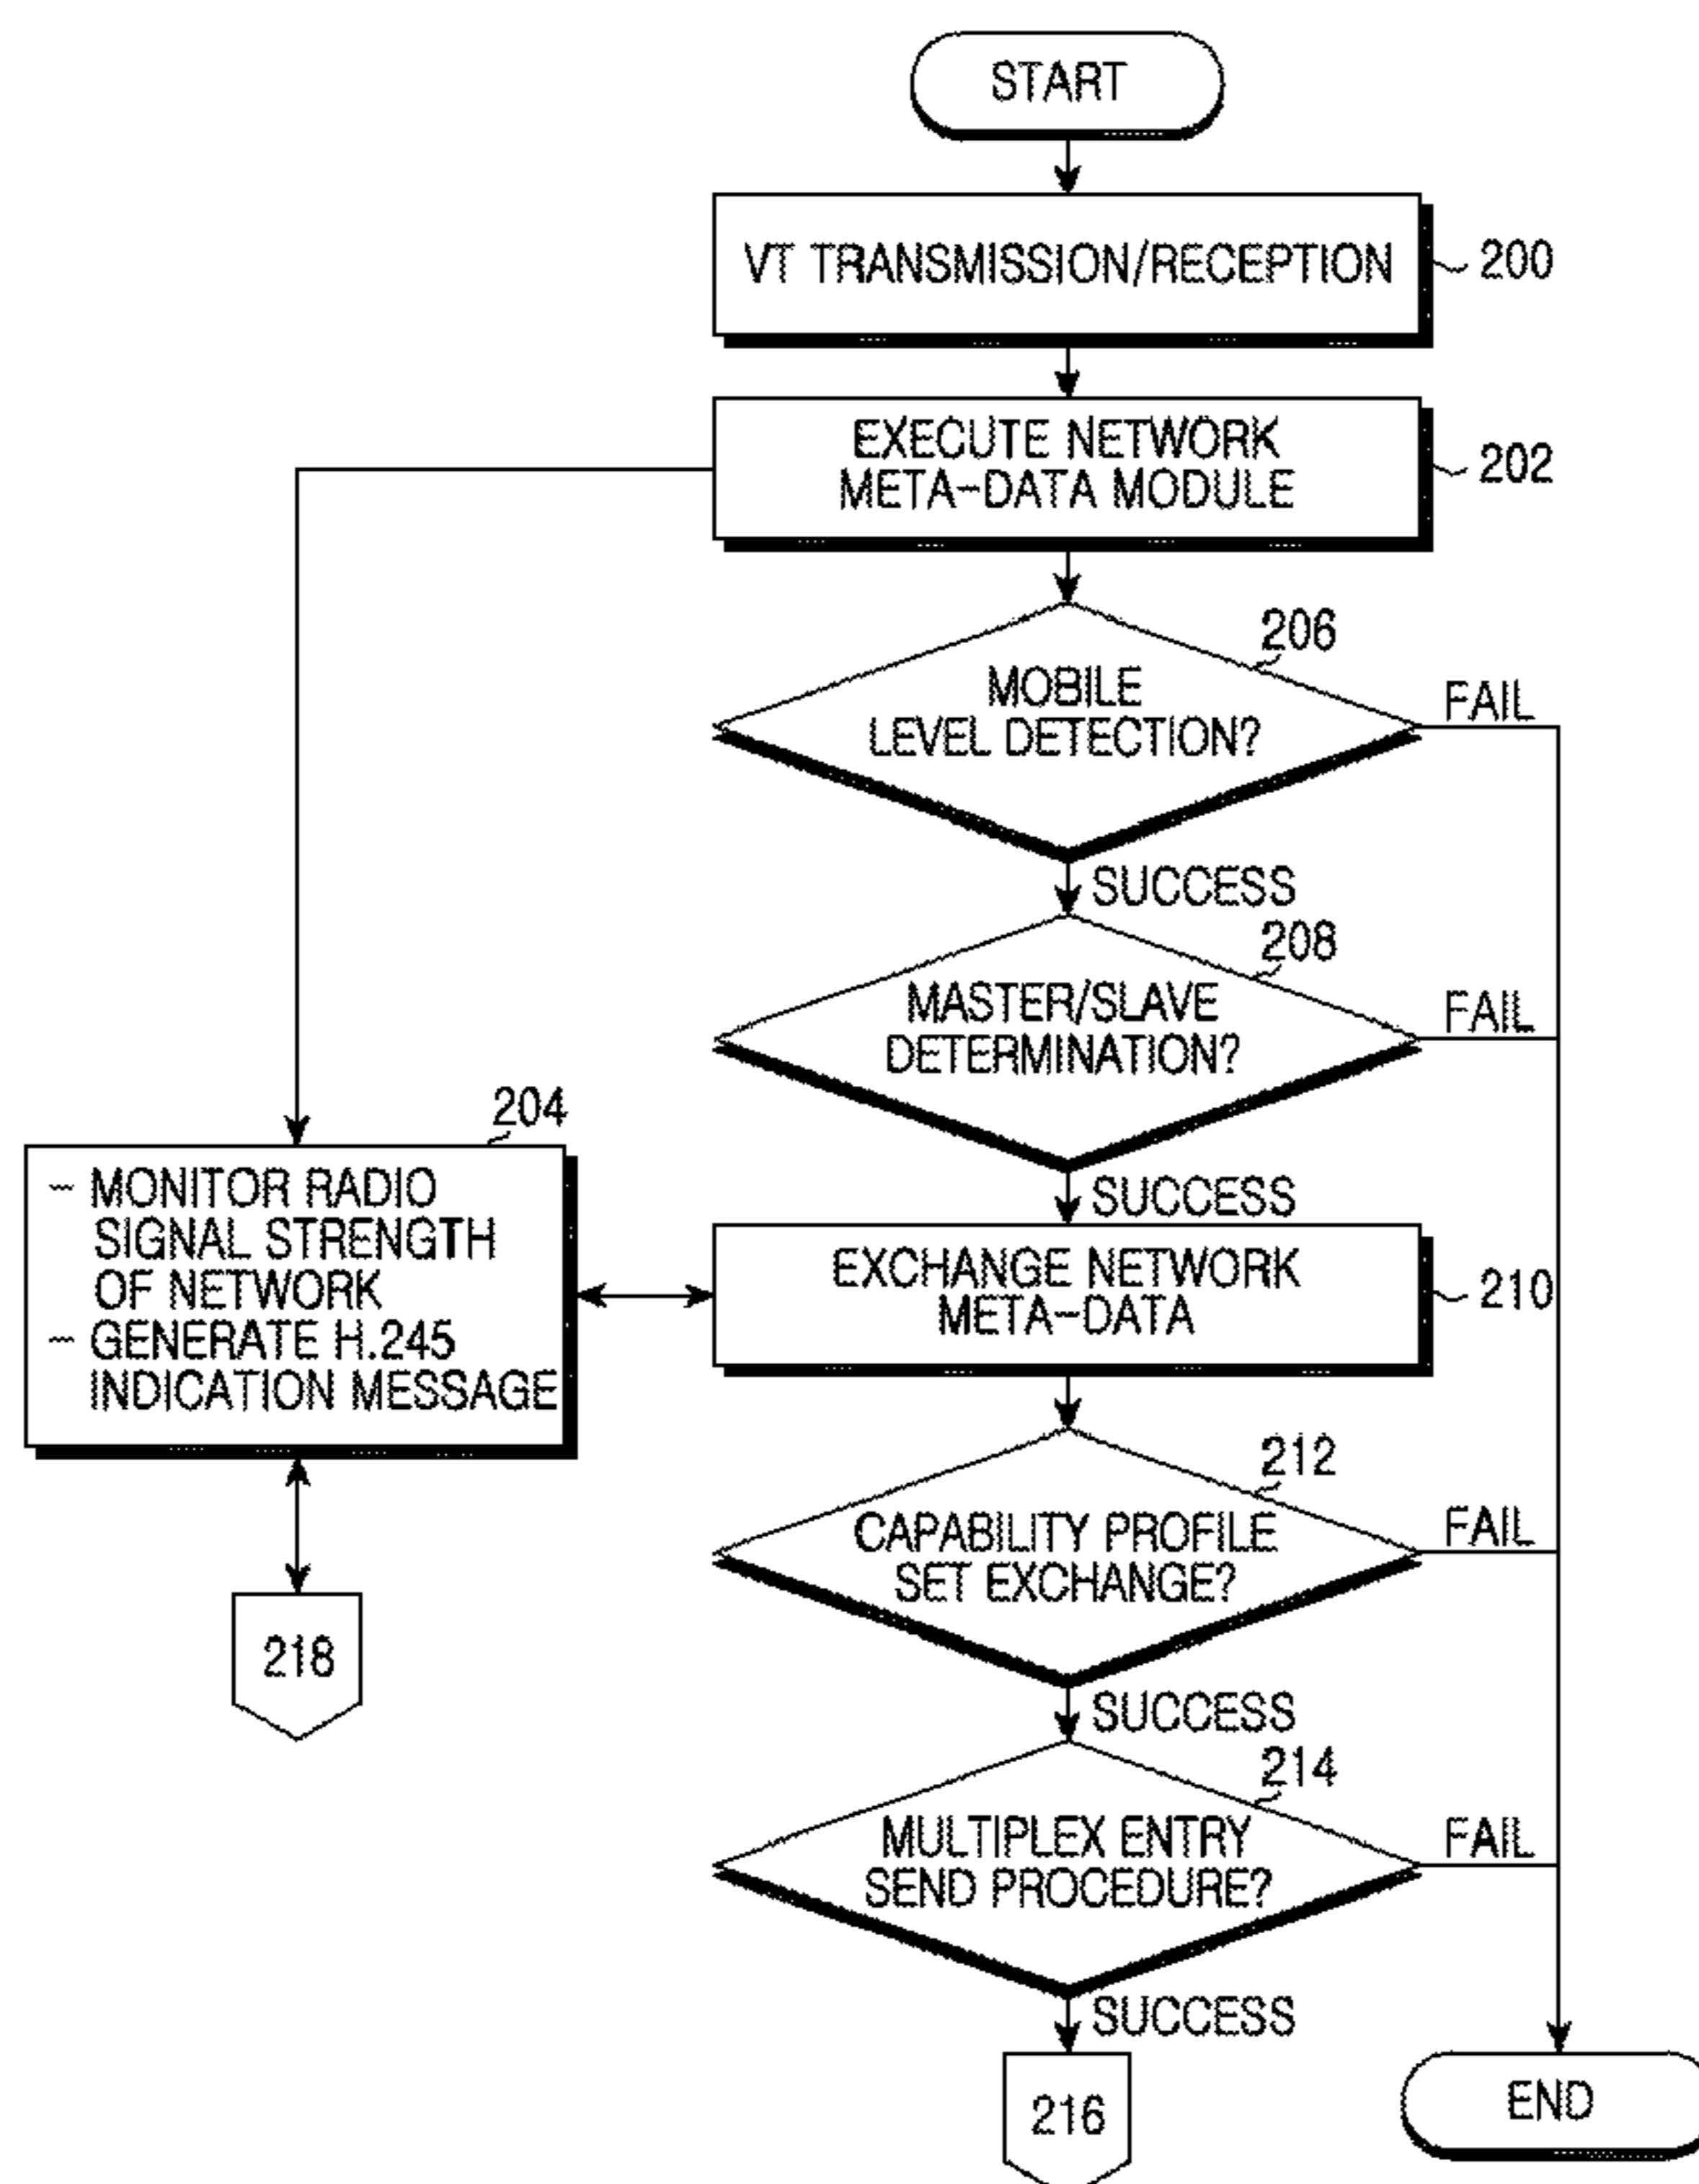 START
VT TRANSMISSION/RECEPTION
200
EXECUTE NETWORK
META-DATA MODULE
202
206
MOBILE
LEVEL DETECTION?
FAIL
SUCCESS
208
MASTER/SLAVE
DETERMINATION?
FAIL
SUCCESS
204
- MONITOR RADIO
SIGNAL STRENGTH
OF NETWORK
- GENERATE H.245
INDICATION MESSAGE
EXCHANGE NETWORK
META-DATA
210
212
CAPABILITY PROFILE
SET EXCHANGE?
FAIL
SUCCESS
218
214
MULTIPLEX ENTRY
SEND PROCEDURE?
FAIL
SUCCESS
216
END